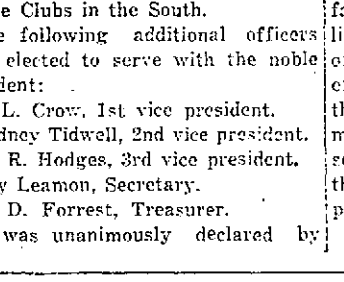 e Clubs in the South.
e following additional officers
elected to serve with the noble
dent:
L. Crow, 1st vice president.
dney Tidwell, 2nd vice president.
R. Hodges, 3rd vice president.
y Leamon, Secretary.
D. Forrest, Treasurer.
was unanimously declared by